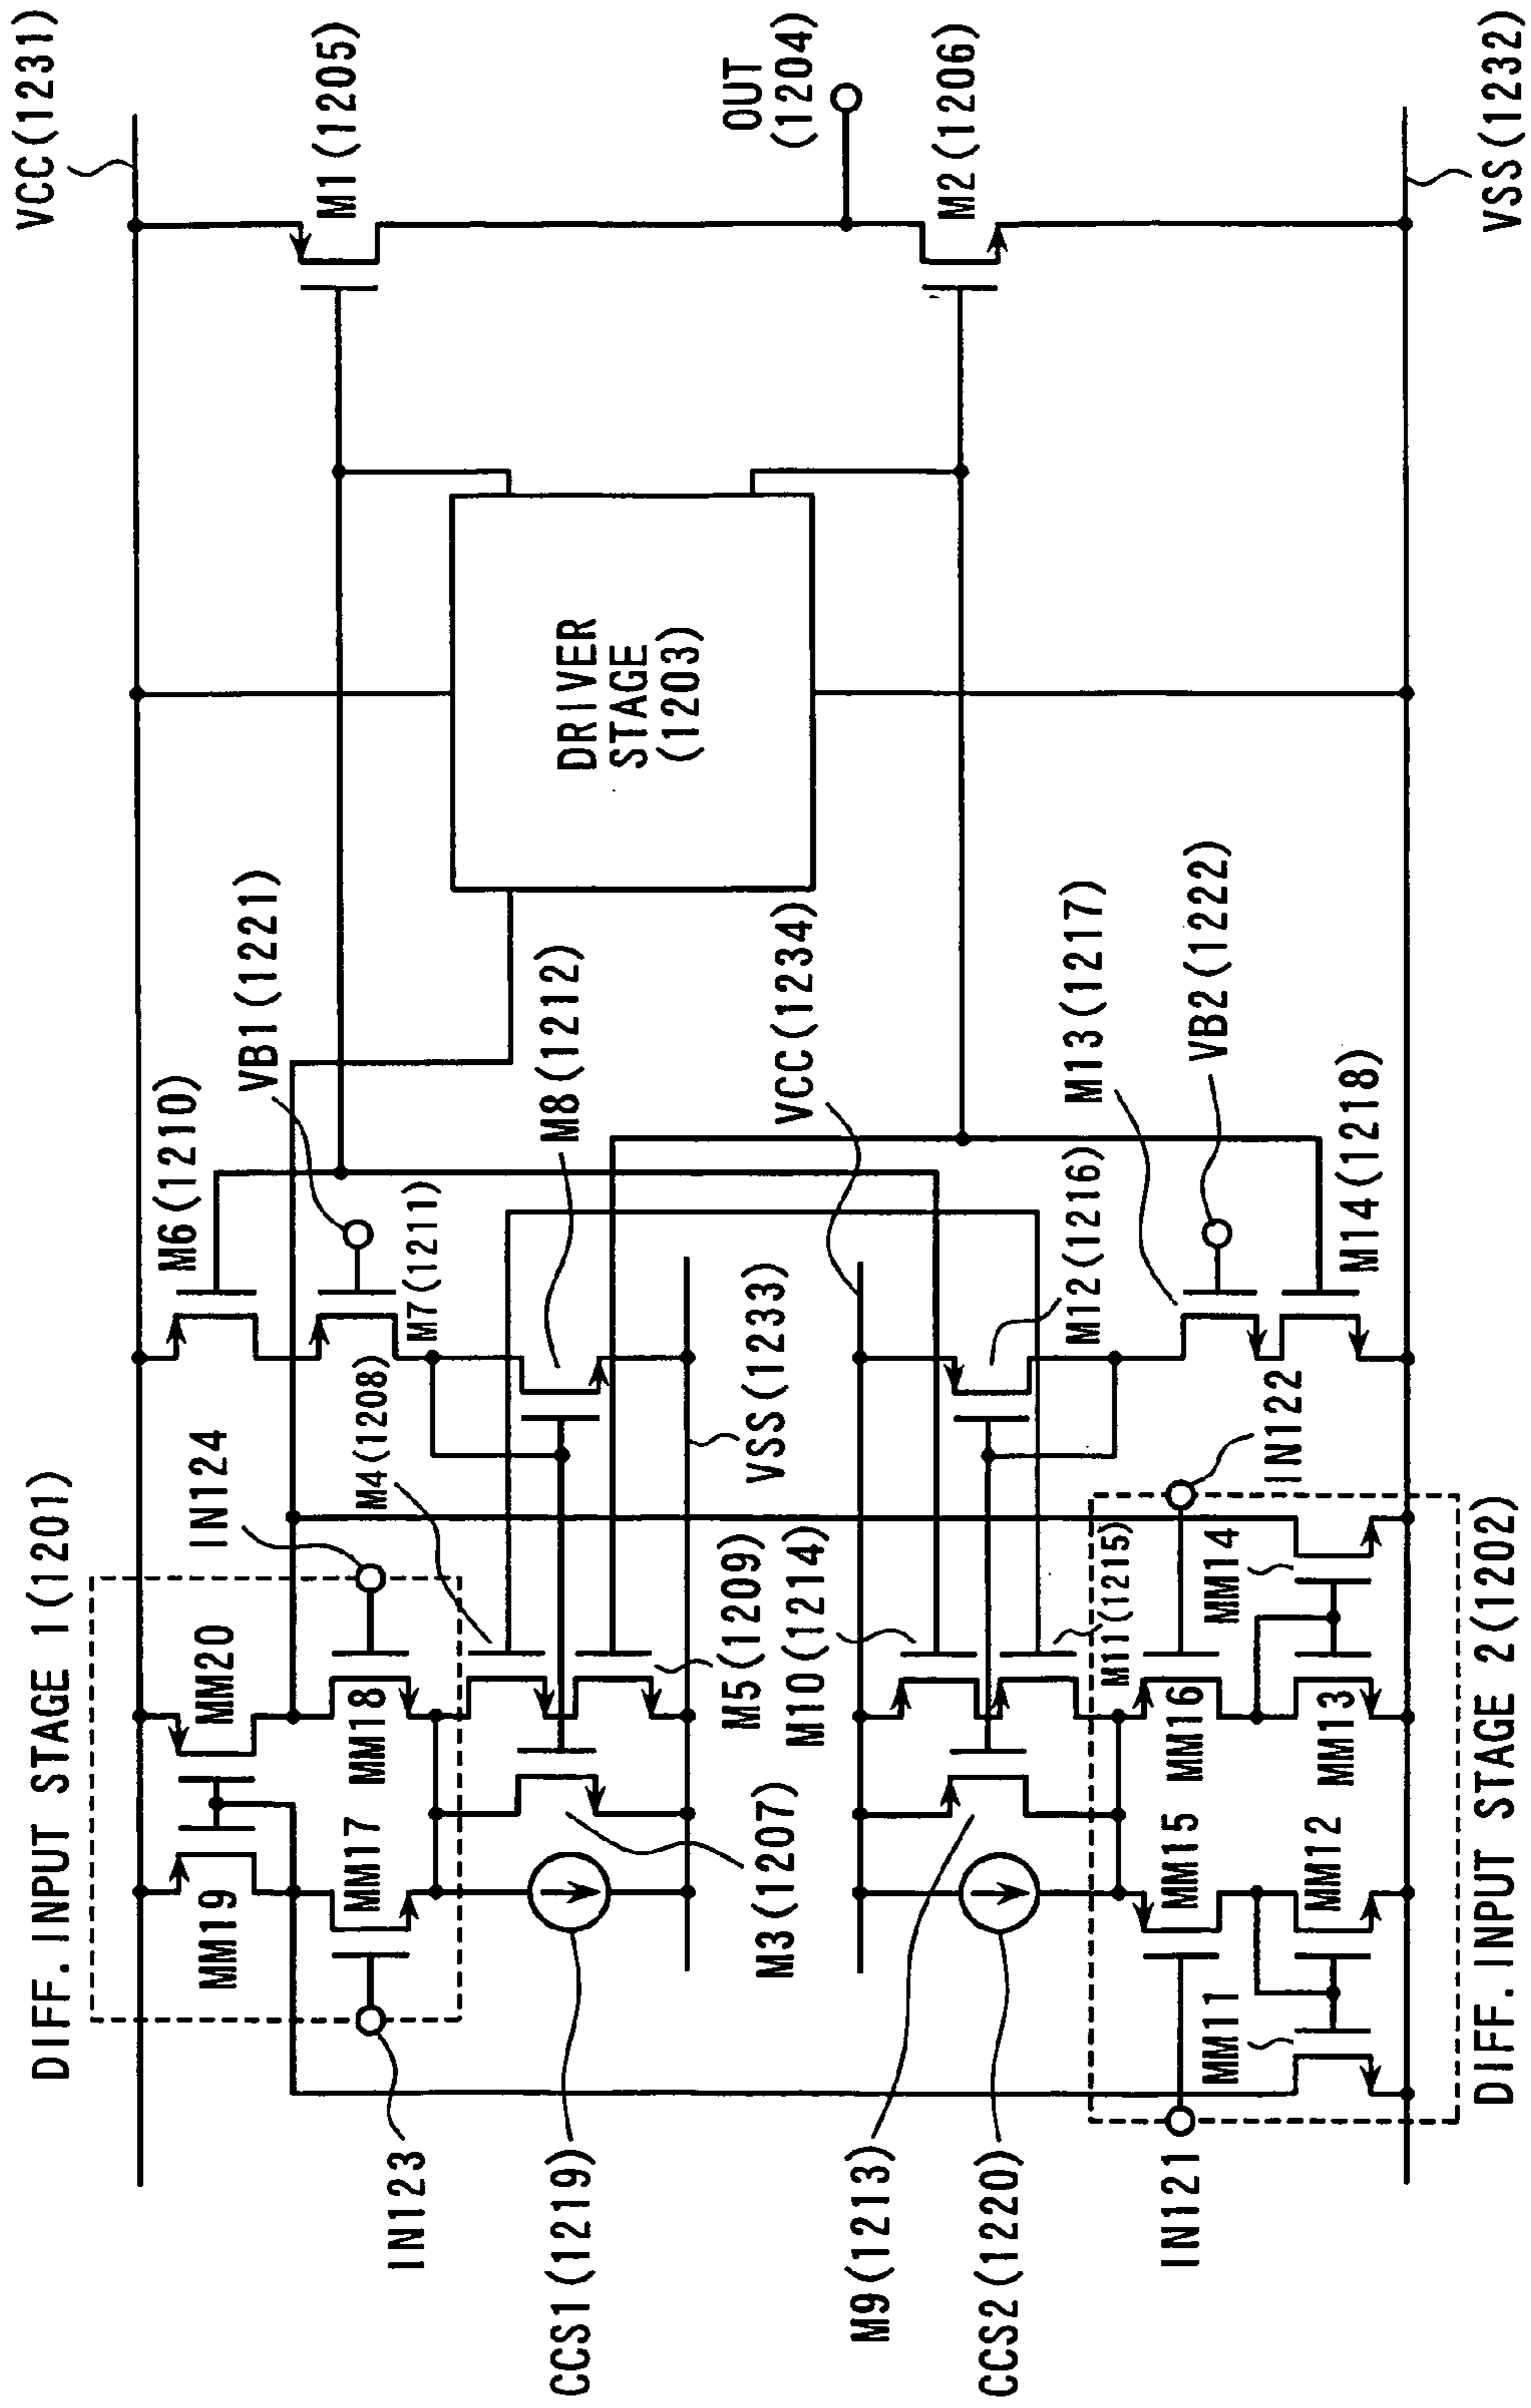 DIFF. INPUT STAGE 1(1201)
IN123
IN124
MM19
MM20
MM17
MM18
M6(1210)
VB1(1221)
M7(1211)
M4(1208)
M8(1212)
CCS1(1219)
M3(1207)
M5(1209)
VSS(1233)
VCC(1231)
M1(1205)
DRIVER
STAGE
(1203)
OUT
(1204)
M2(1206)
VSS(1232)
VCC(1234)
M9(1213)
CCS2(1220)
M10(1214)
M11(1215)
M12(1216)
M13(1217)
VB2(1222)
M14(1218)
IN121
IN122
MM15
MM16
MM11
MM12
MM13
MM14
DIFF. INPUT STAGE 2(1202)